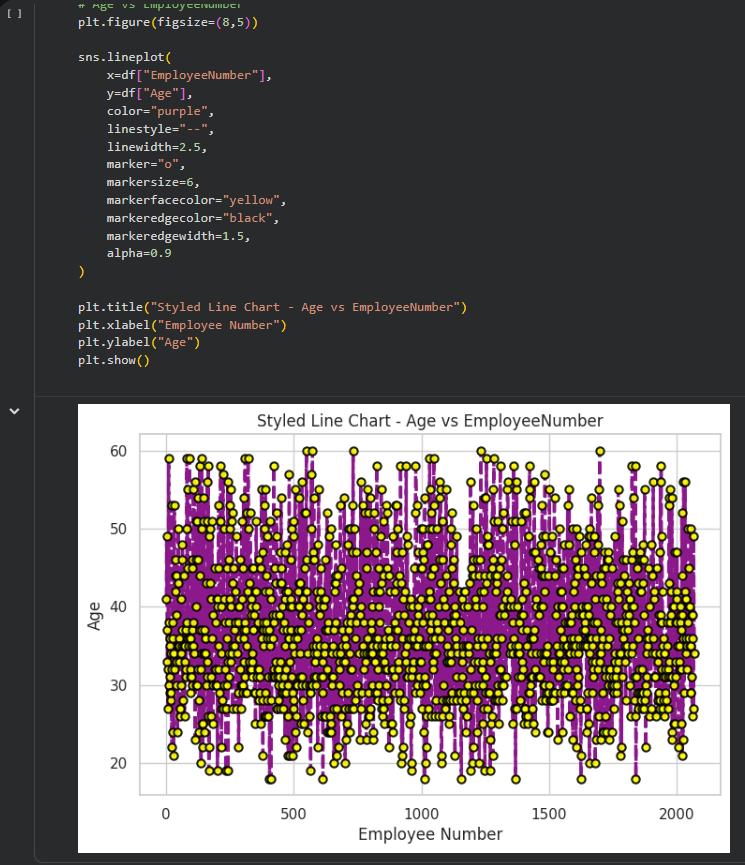 [ ]
# Age vs EmployeeNumber
plt.figure(figsize=(8,5))
sns.lineplot(
x=df["EmployeeNumber"],
y=df["Age"],
color="purple",
linestyle="--",
linewidth=2.5,
marker="o",
markersize=6,
markerfacecolor="yellow",
markeredgecolor="black",
markeredgewidth=1.5,
alpha=0.9
)
plt.title("Styled Line Chart - Age vs EmployeeNumber")
plt.xlabel("Employee Number")
plt.ylabel("Age")
plt.show()
Styled Line Chart - Age vs EmployeeNumber
60
50
40
30
20
Age
0 500 1000 1500 2000
Employee Number